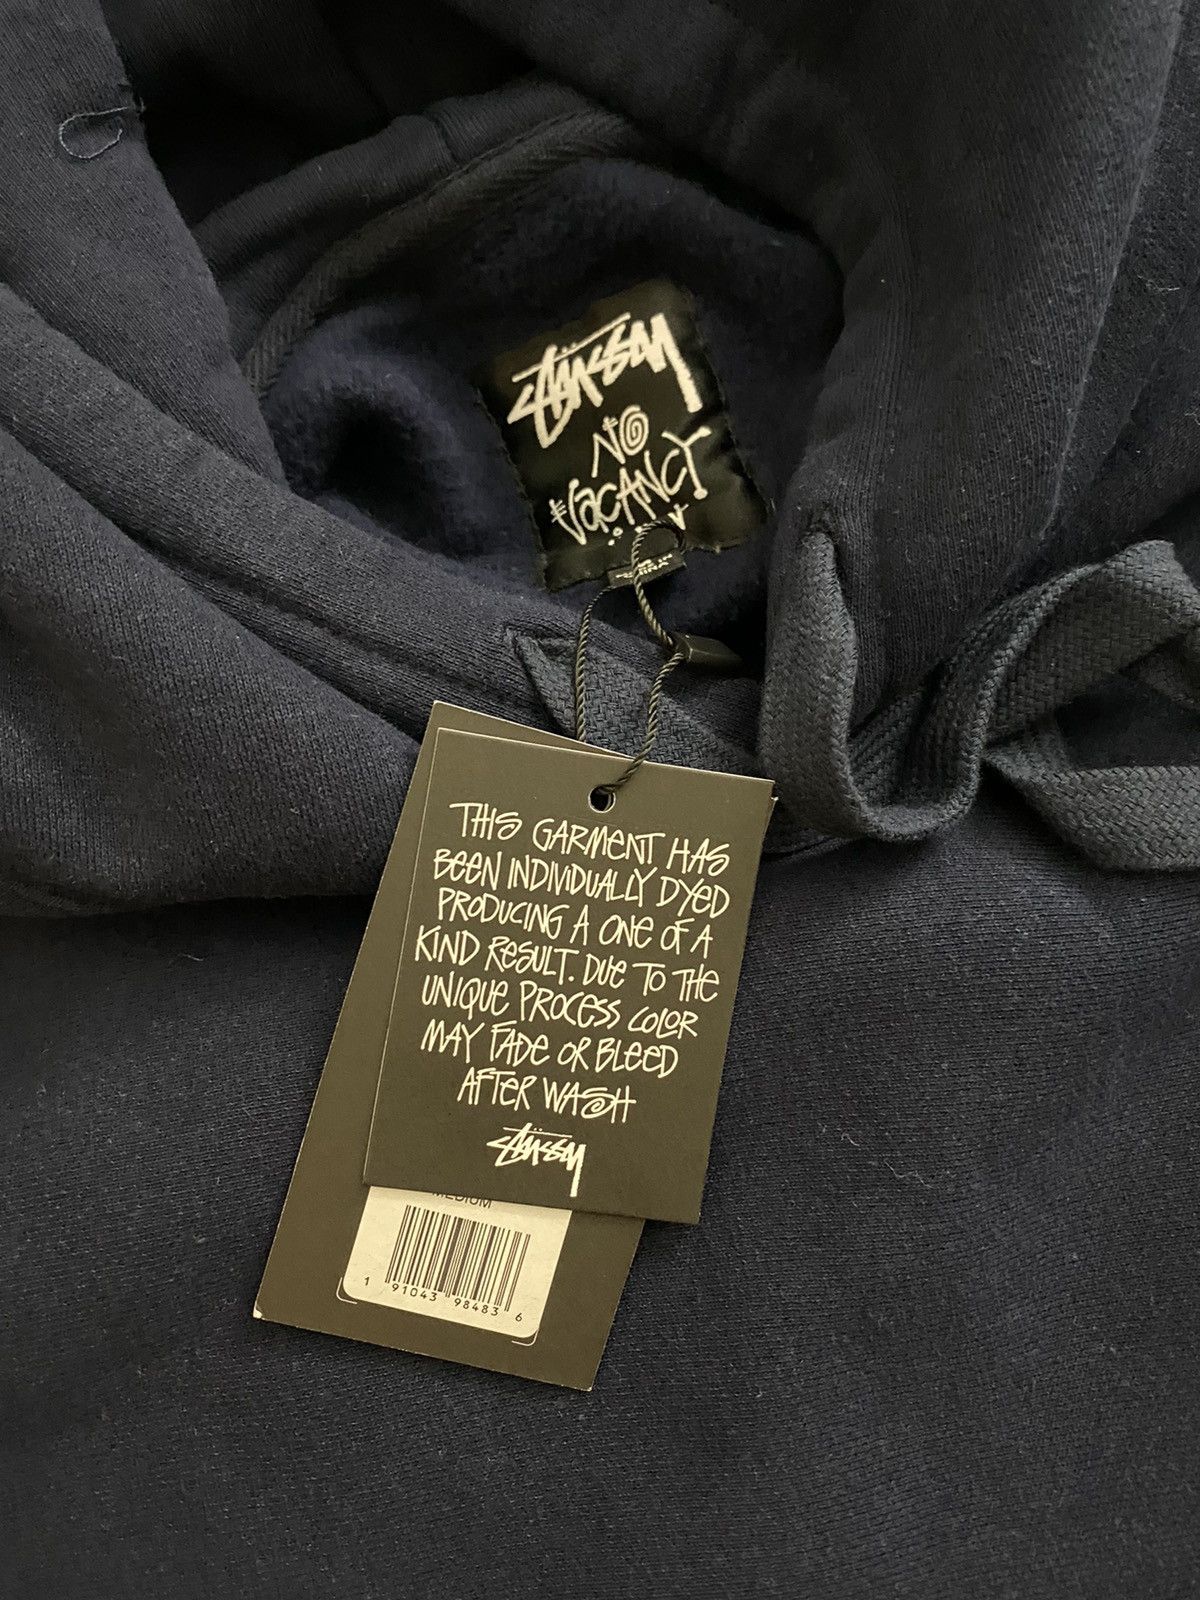 STÜSSY
NO
VACANCY
INN
THIS GARMENT HAS
BEEN INDIVIDUALLY DYED
PRODUCING A ONE OF A
KIND RESULT. DUE TO THE
UNIQUE PROCESS COLOR
MAY FADE OR BLEED
AFTER WASH
STÜSSY
MEDIUM
1 91043 98483 6